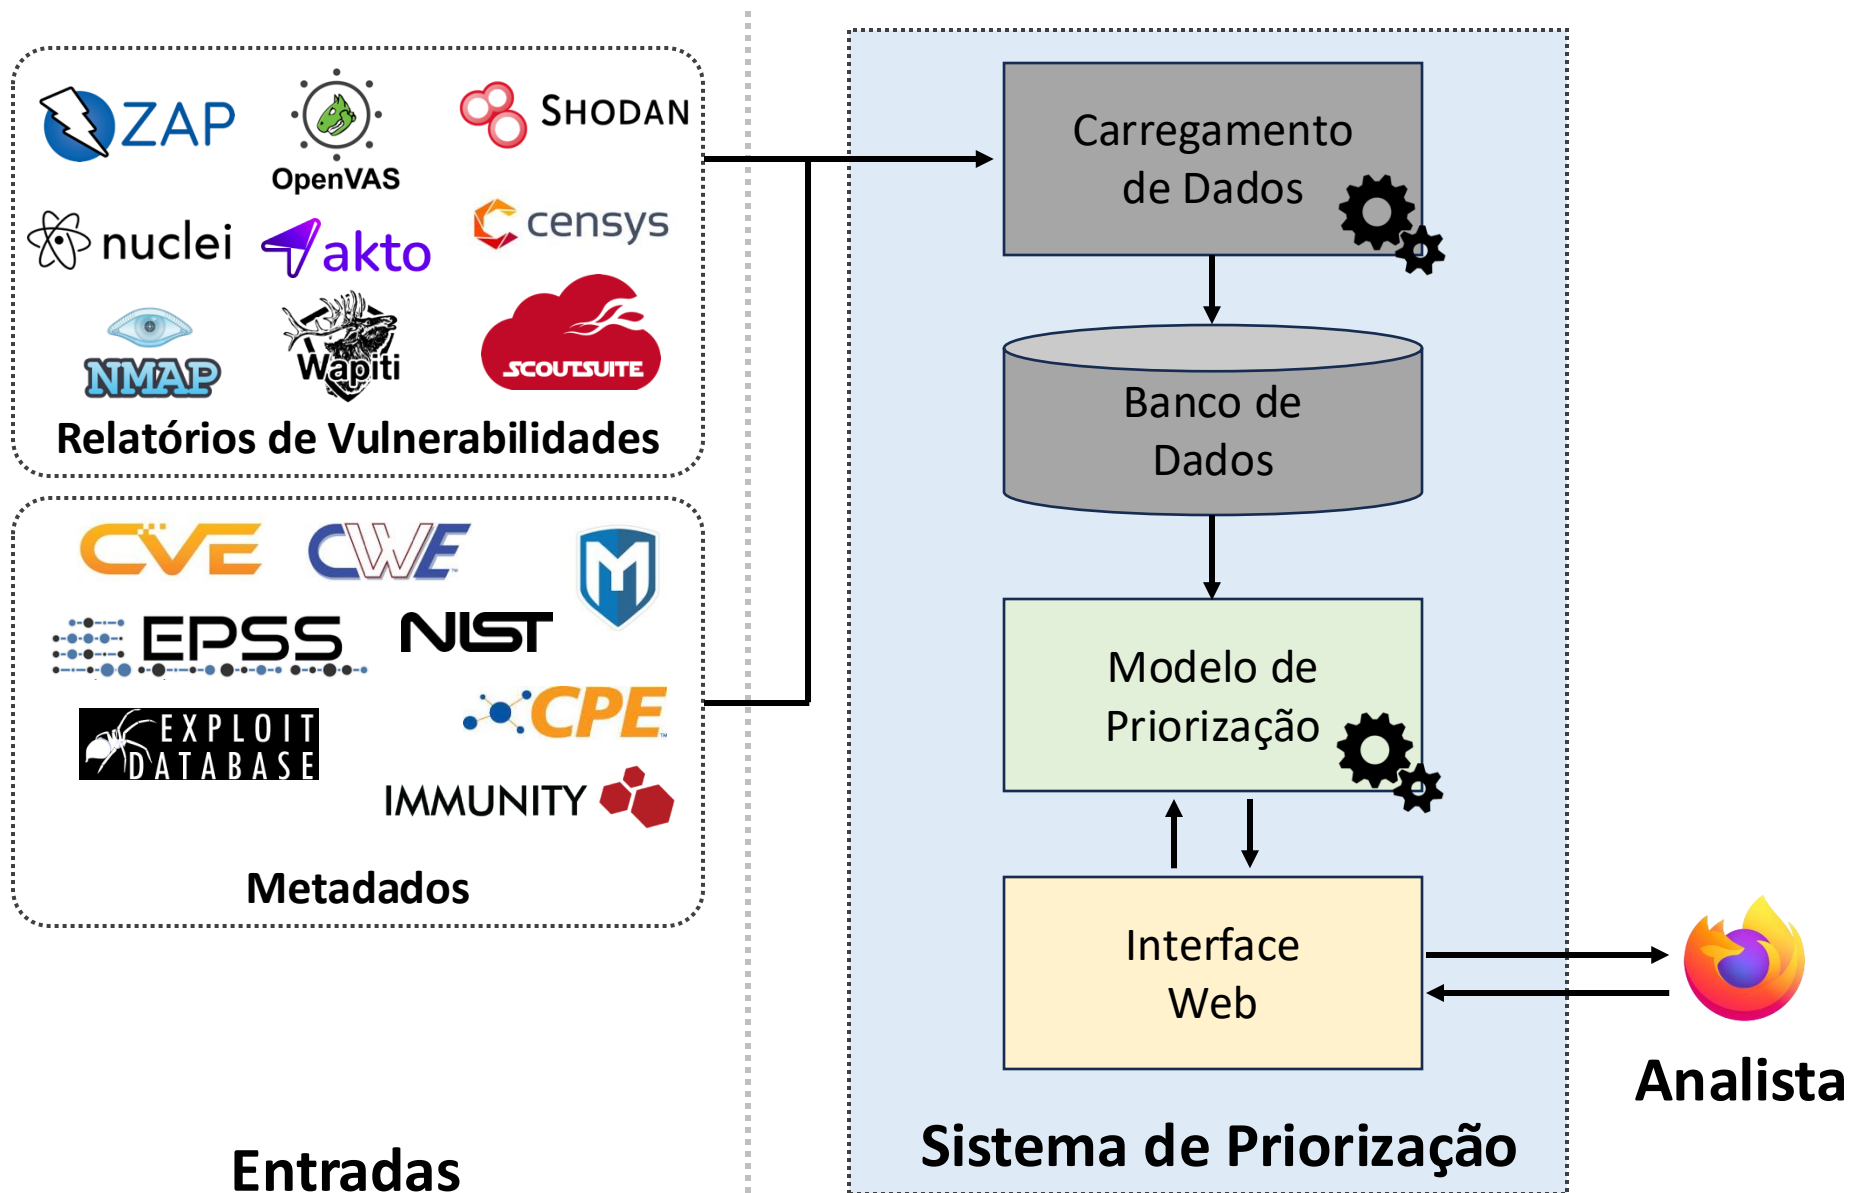 ZAP
OpenVAS
SHODAN
nuclei
akto
censys
NMAP
Wapiti
SCOUTSUITE
Relatórios de Vulnerabilidades
CVE
CWE
M
EPSS
NIST
EXPLOIT
DATABASE
CPE
IMMUNITY
Metadados
Entradas
Carregamento
de Dados
Banco de
Dados
Modelo de
Priorização
Interface
Web
Sistema de Priorização
Analista